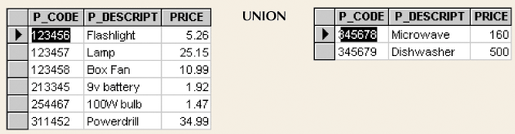 P_CODE P_DESCRIPT PRICE
123456 Flashlight 5.26
123457 Lamp 25.15
123458 Box Fan 10.99
213345 9v battery 1.92
254467 100W bulb 1.47
311452 Powerdrill 34.99
UNION
P_CODE P_DESCRIPT PRICE
345678 Microwave 160
345679 Dishwasher 500